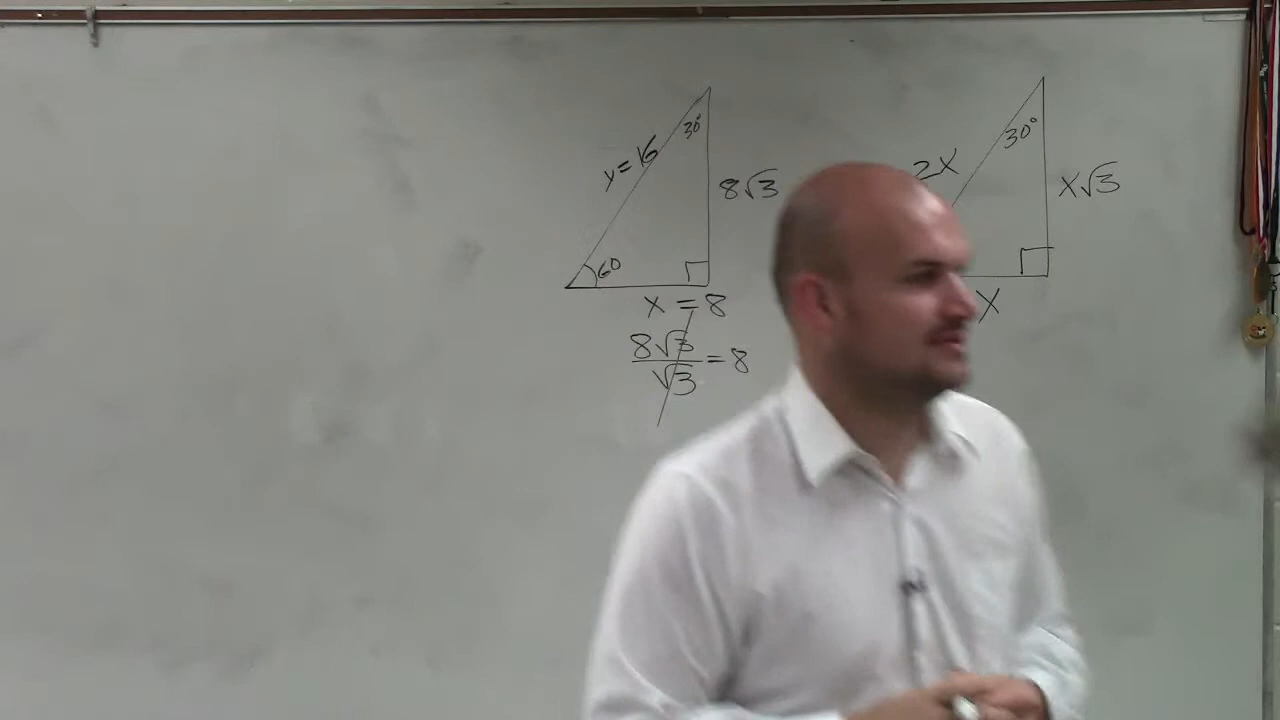 30°
y = 16
8√3
60
x = 8
8√3
√3
= 8
30°
2x
x√3
x